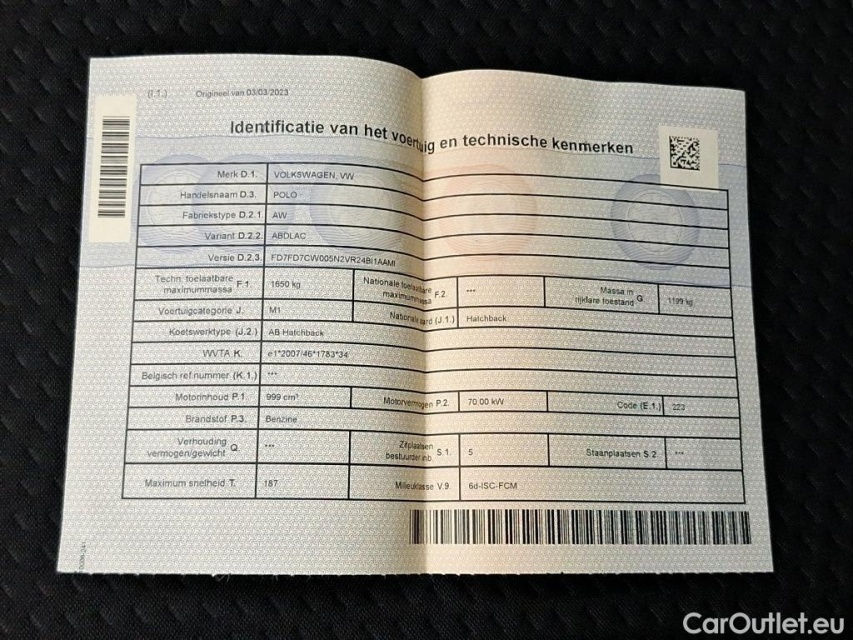 (I.1.) Origineel van 03/03/2023
Identificatie van het voertuig en technische kenmerken
Merk D.1. VOLKSWAGEN, VW
Handelsnaam D.3. POLO
Fabriekstype D.2.1 AW
Variant D.2.2. ABDLAC
Versie D.2.3. FD7FD7CW005N2VR24BI1AAMI
Techn. toelaatbare maximummassa F.1. 1650 kg Nationale toelaatbare maximummassa F.2. *** Massa in rijklare toestand G. 1199 kg
Voertuigcategorie J. M1 Nationale aard (J.1.) Hatchback
Koetswerktype (J.2.) AB Hatchback
WVTA K. e1*2007/46*1783*34
Belgisch ref.nummer (K.1.) ***
Motorinhoud P.1. 999 cm³ Motorvermogen P.2. 70,00 kW Code (E.1.) 223
Brandstof P.3. Benzine
Verhouding vermogen/gewicht Q. *** Zitplaatsen bestuurder inb. S.1. 5 Staanplaatsen S.2. ***
Maximum snelheid T. 187 Milieuklasse V.9. 6d-ISC-FCM
CarOutlet.eu